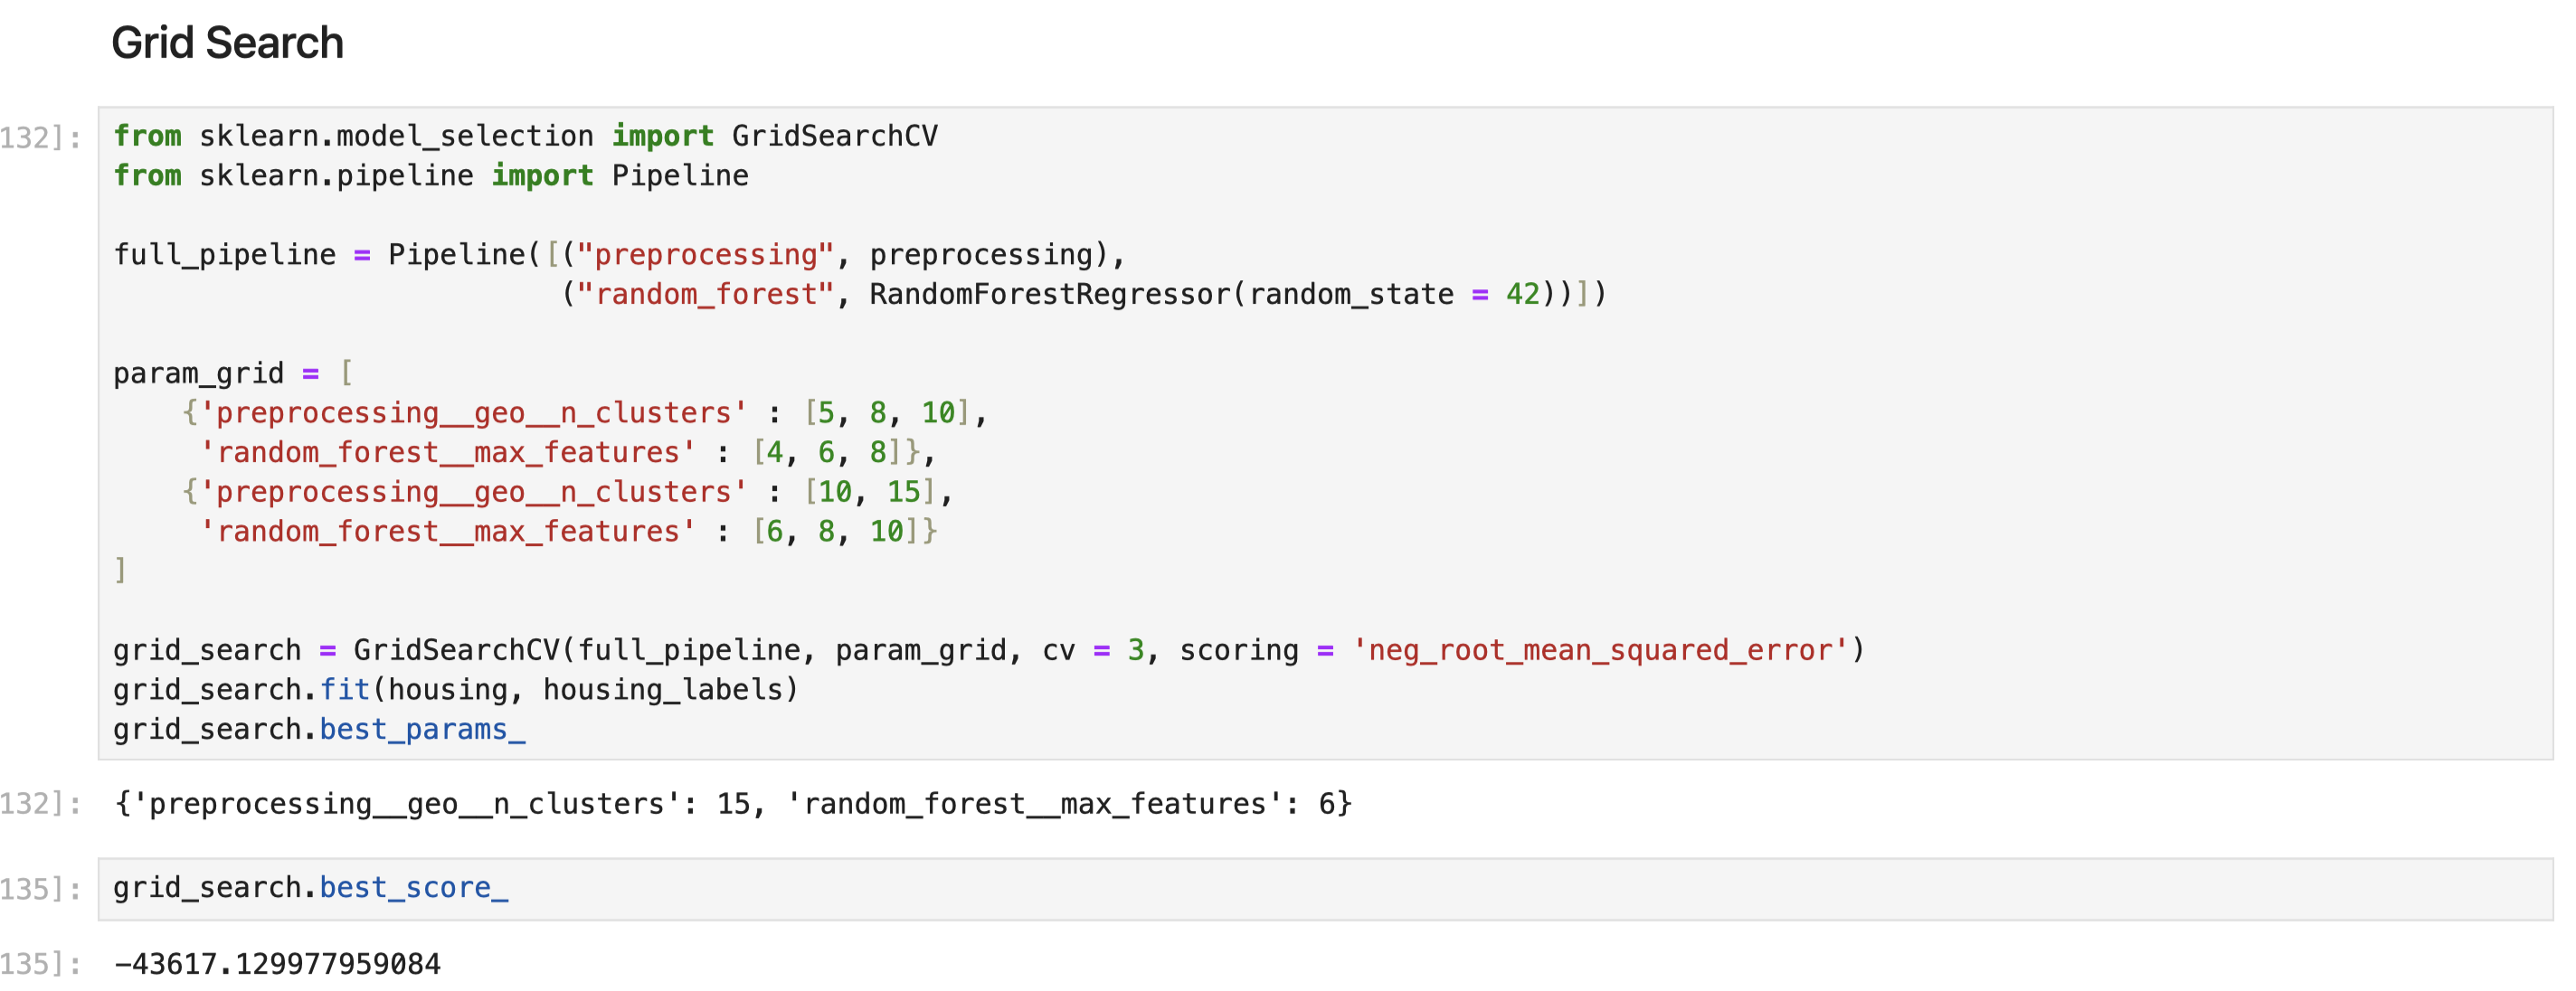 Grid Search
132]:
from sklearn.model_selection import GridSearchCV
from sklearn.pipeline import Pipeline
full_pipeline = Pipeline([("preprocessing", preprocessing),
("random_forest", RandomForestRegressor(random_state = 42))])
param_grid = [
{'preprocessing__geo__n_clusters' : [5, 8, 10],
'random_forest__max_features' : [4, 6, 8]},
{'preprocessing__geo__n_clusters' : [10, 15],
'random_forest__max_features' : [6, 8, 10]}
]
grid_search = GridSearchCV(full_pipeline, param_grid, cv = 3, scoring = 'neg_root_mean_squared_error')
grid_search.fit(housing, housing_labels)
grid_search.best_params_
132]: {'preprocessing__geo__n_clusters': 15, 'random_forest__max_features': 6}
135]: grid_search.best_score_
135]: -43617.129977959084